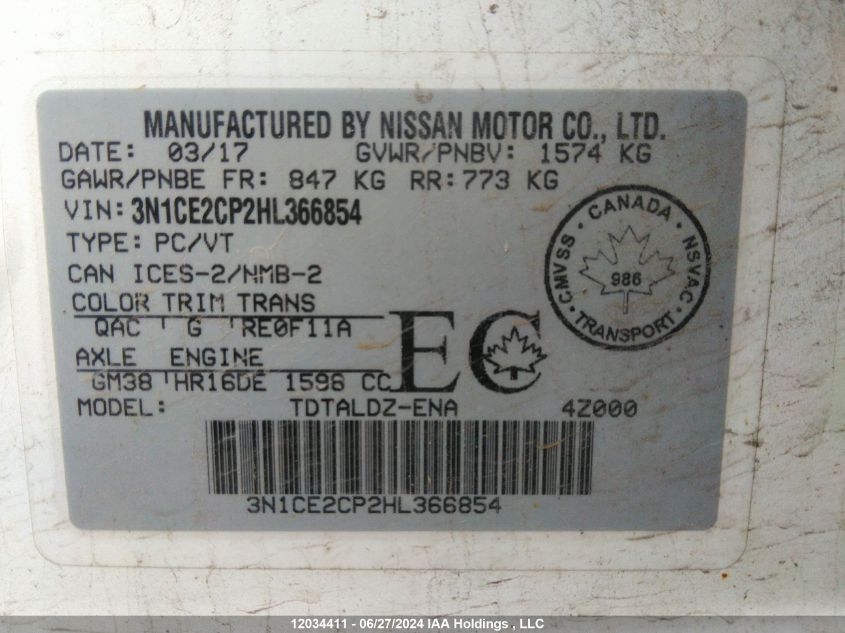 MANUFACTURED BY NISSAN MOTOR CO., LTD.
DATE: 03/17 GVWR/PNBV: 1574 KG
GAWR/PNBE FR: 847 KG RR: 773 KG
VIN: 3N1CE2CP2HL366854
TYPE: PC/VT
CAN ICES-2/NMB-2
COLOR TRIM TRANS
QAC G RE0F11A
AXLE ENGINE
GM38 HR16DE 1596 CC
EC
CMVSS · CANADA · NSVAC · TRANSPORT ·
986
MODEL: TDTALDZ-ENA 4Z000
3N1CE2CP2HL366854
12034411 - 06/27/2024 IAA Holdings , LLC